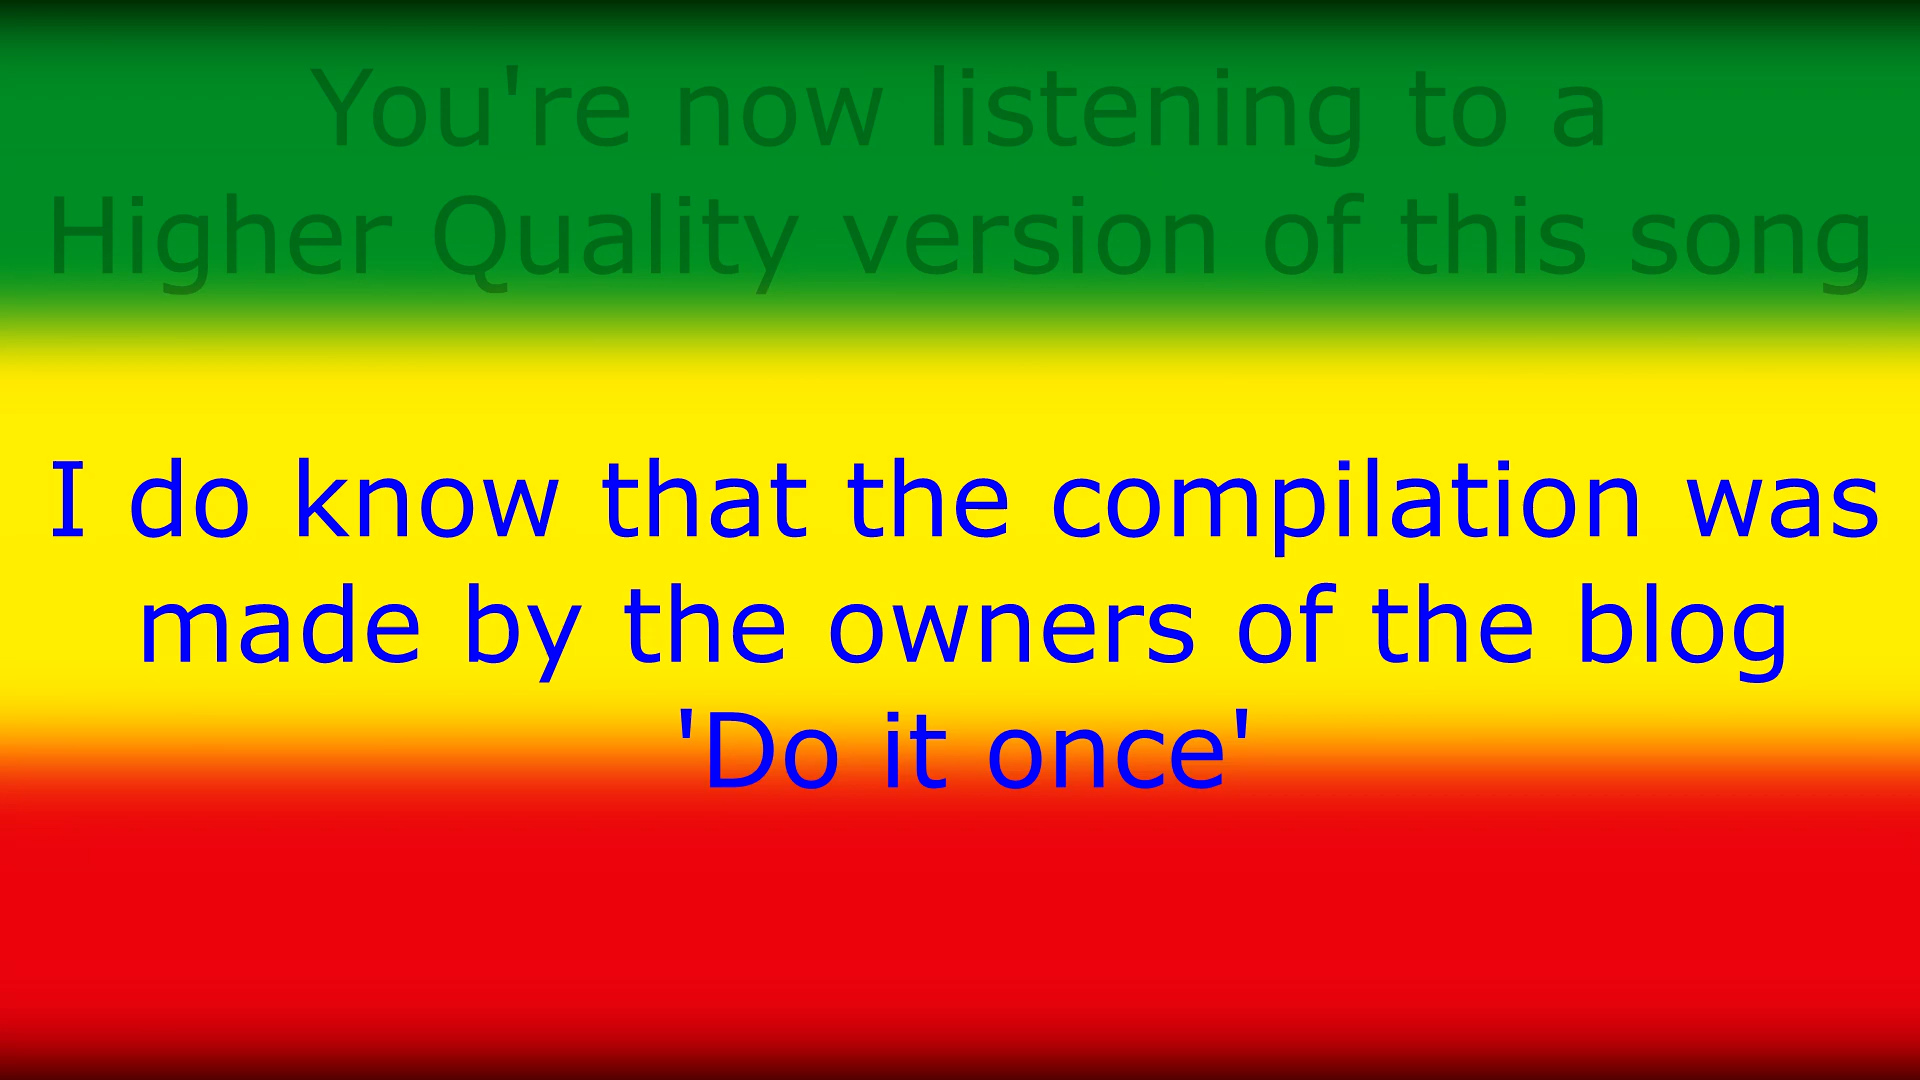 You're now listening to a
Higher Quality version of this song
I do know that the compilation was
made by the owners of the blog
'Do it once'